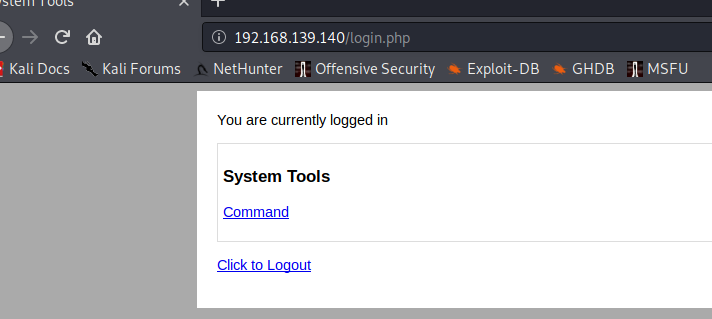 ystem Tools
192.168.139.140/login.php
Kali Docs Kali Forums NetHunter Offensive Security Exploit-DB GHDB MSFU
You are currently logged in
System Tools
Command
Click to Logout